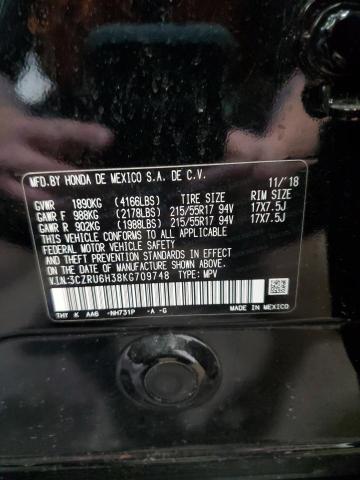 MFD.BY HONDA DE MEXICO S.A. DE C.V. 11/'18
GVWR 1890KG (4166LBS) TIRE SIZE RIM SIZE
GAWR F 988KG (2178LBS) 215/55R17 94V 17X7.5J
GAWR R 902KG (1988LBS) 215/55R17 94V 17X7.5J
THIS VEHICLE CONFORMS TO ALL APPLICABLE
FEDERAL MOTOR VEHICLE SAFETY AND
THEFT PREVENTION STANDARDS IN EFFECT
ON THE DATE OF MANUFACTURE SHOWN ABOVE.
V.I.N:3CZRU6H38KG709748 TYPE: MPV
THY K AA6 -NH731P -A -G
MADE IN MEXICO